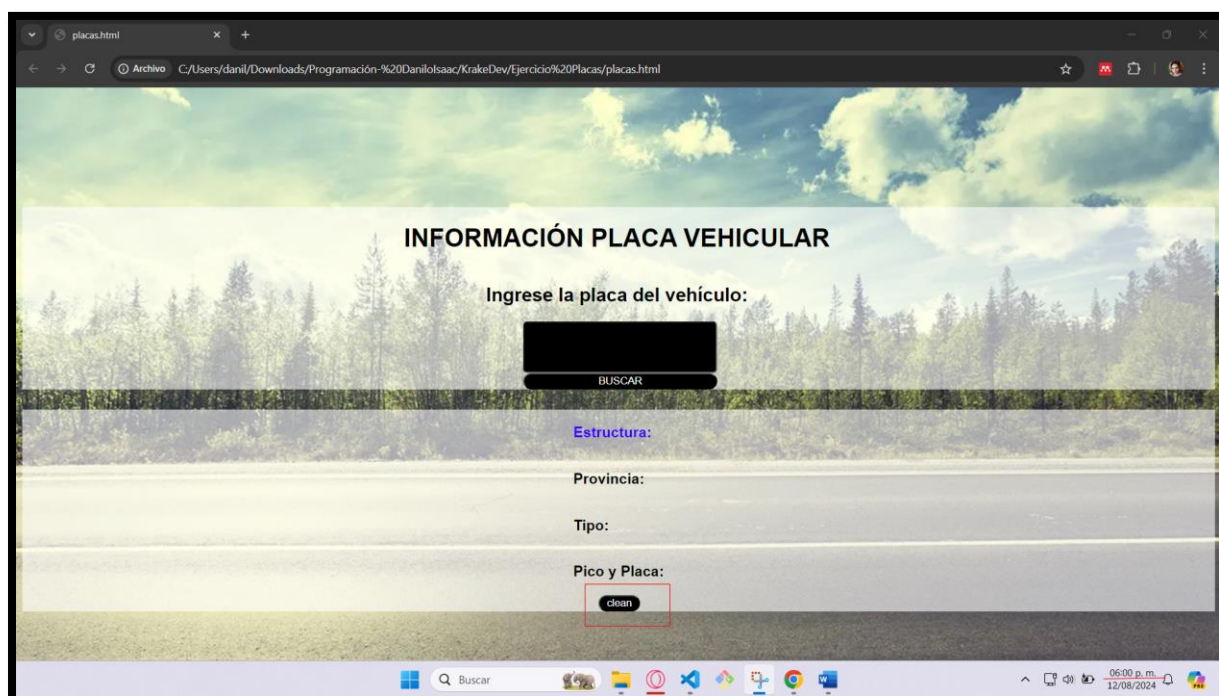 placas.html
Archivo C:/Users/danil/Downloads/Programación-%20DaniloIsaac/KrakeDev/Ejercicio%20Placas/placas.html
INFORMACIÓN PLACA VEHICULAR
Ingrese la placa del vehículo:
BUSCAR
Estructura:
Provincia:
Tipo:
Pico y Placa:
clean
Buscar
06:00 p. m.
12/08/2024